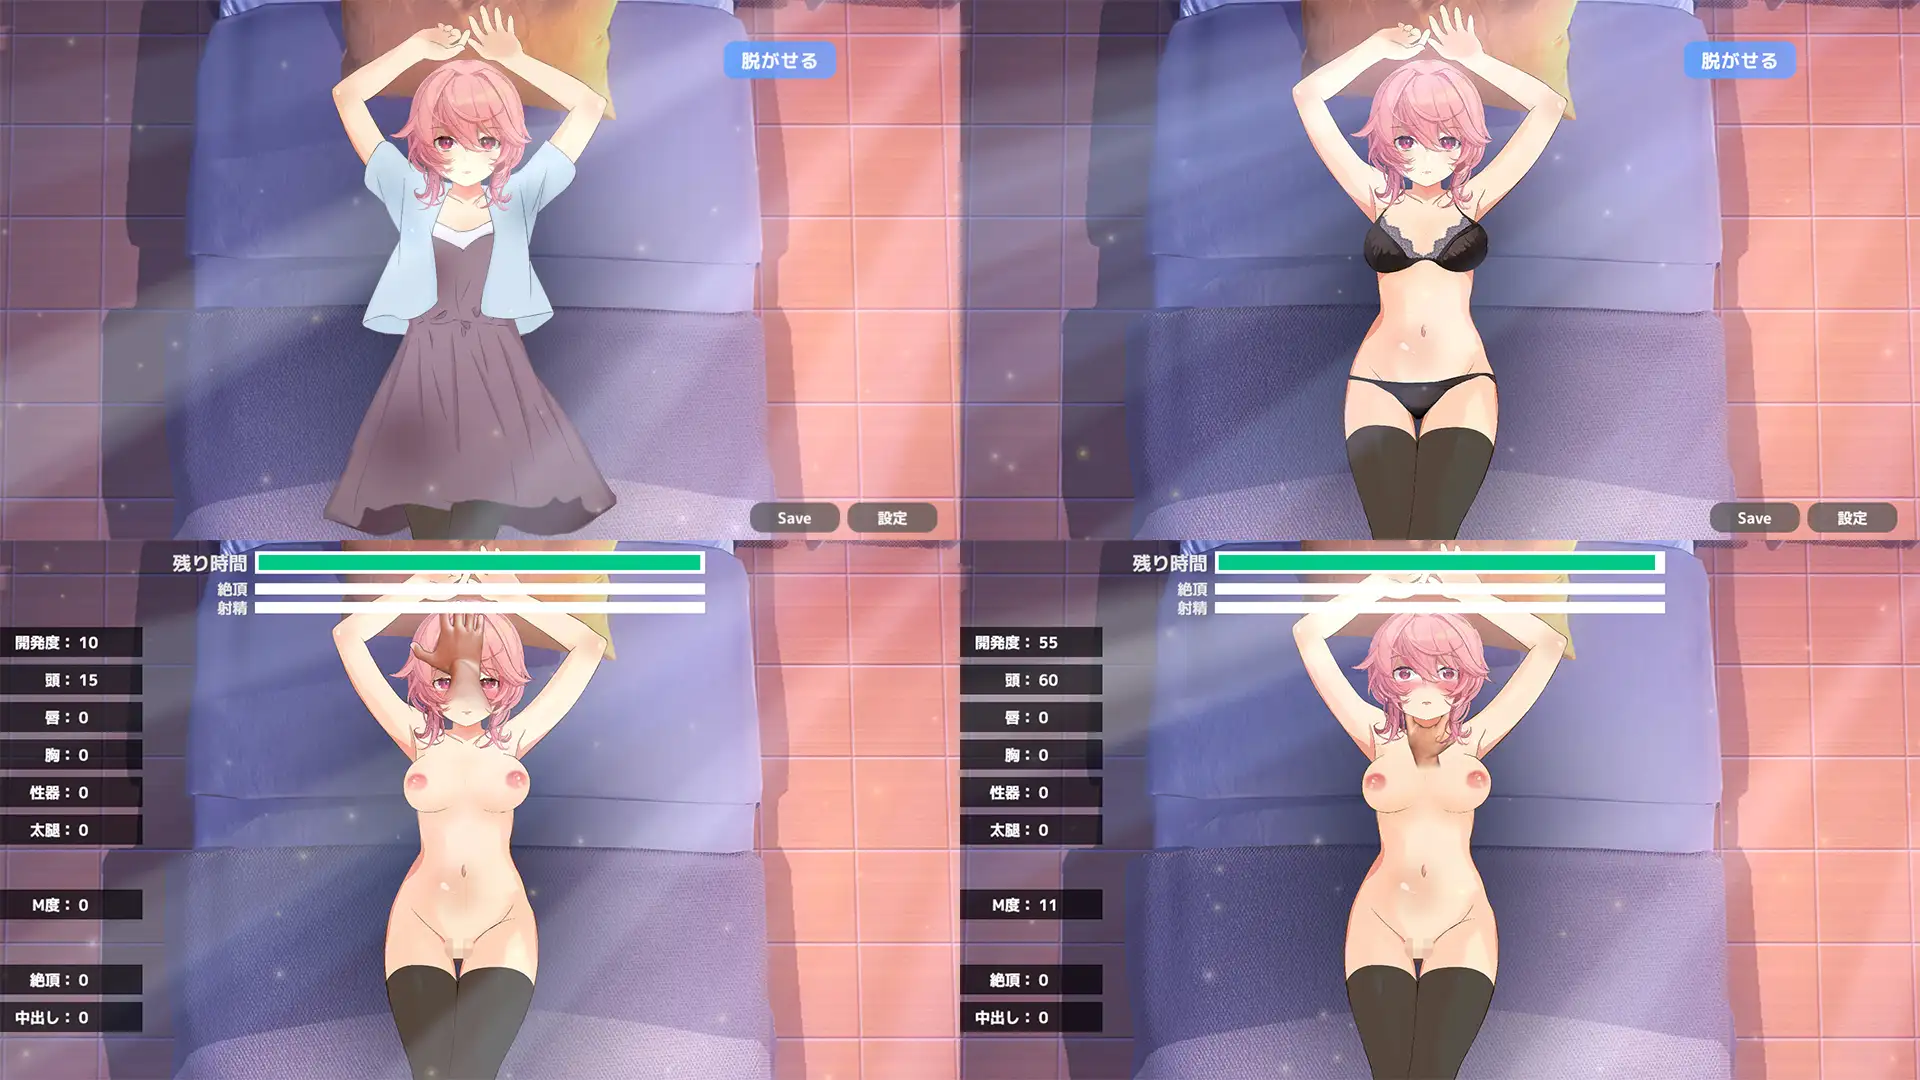 脱がせる
Save
設定
脱がせる
Save
設定
残り時間
絶頂
射精
開発度： 10
頭： 15
唇： 0
胸： 0
性器： 0
太腿： 0
M度： 0
絶頂： 0
中出し： 0
残り時間
絶頂
射精
開発度： 55
頭： 60
唇： 0
胸： 0
性器： 0
太腿： 0
M度： 11
絶頂： 0
中出し： 0